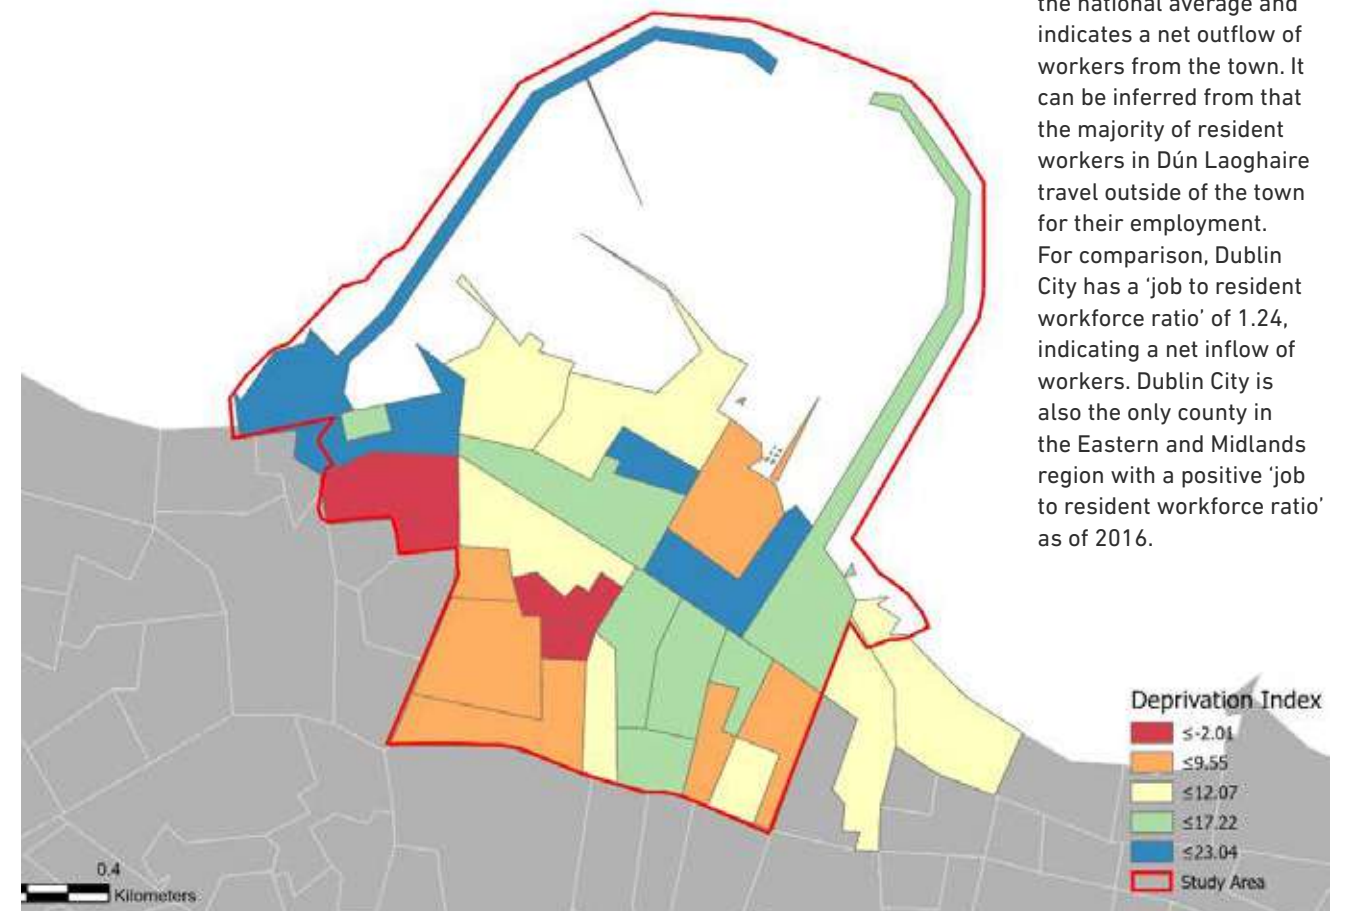 the national average and
indicates a net outflow of
workers from the town. It
can be inferred from that
the majority of resident
workers in Dún Laoghaire
travel outside of the town
for their employment.
For comparison, Dublin
City has a ‘job to resident
workforce ratio’ of 1.24,
indicating a net inflow of
workers. Dublin City is
also the only county in
the Eastern and Midlands
region with a positive ‘job
to resident workforce ratio’
as of 2016.
Deprivation Index
≤-2.01
≤9.55
≤12.07
≤17.22
≤23.04
Study Area
0.4
Kilometers